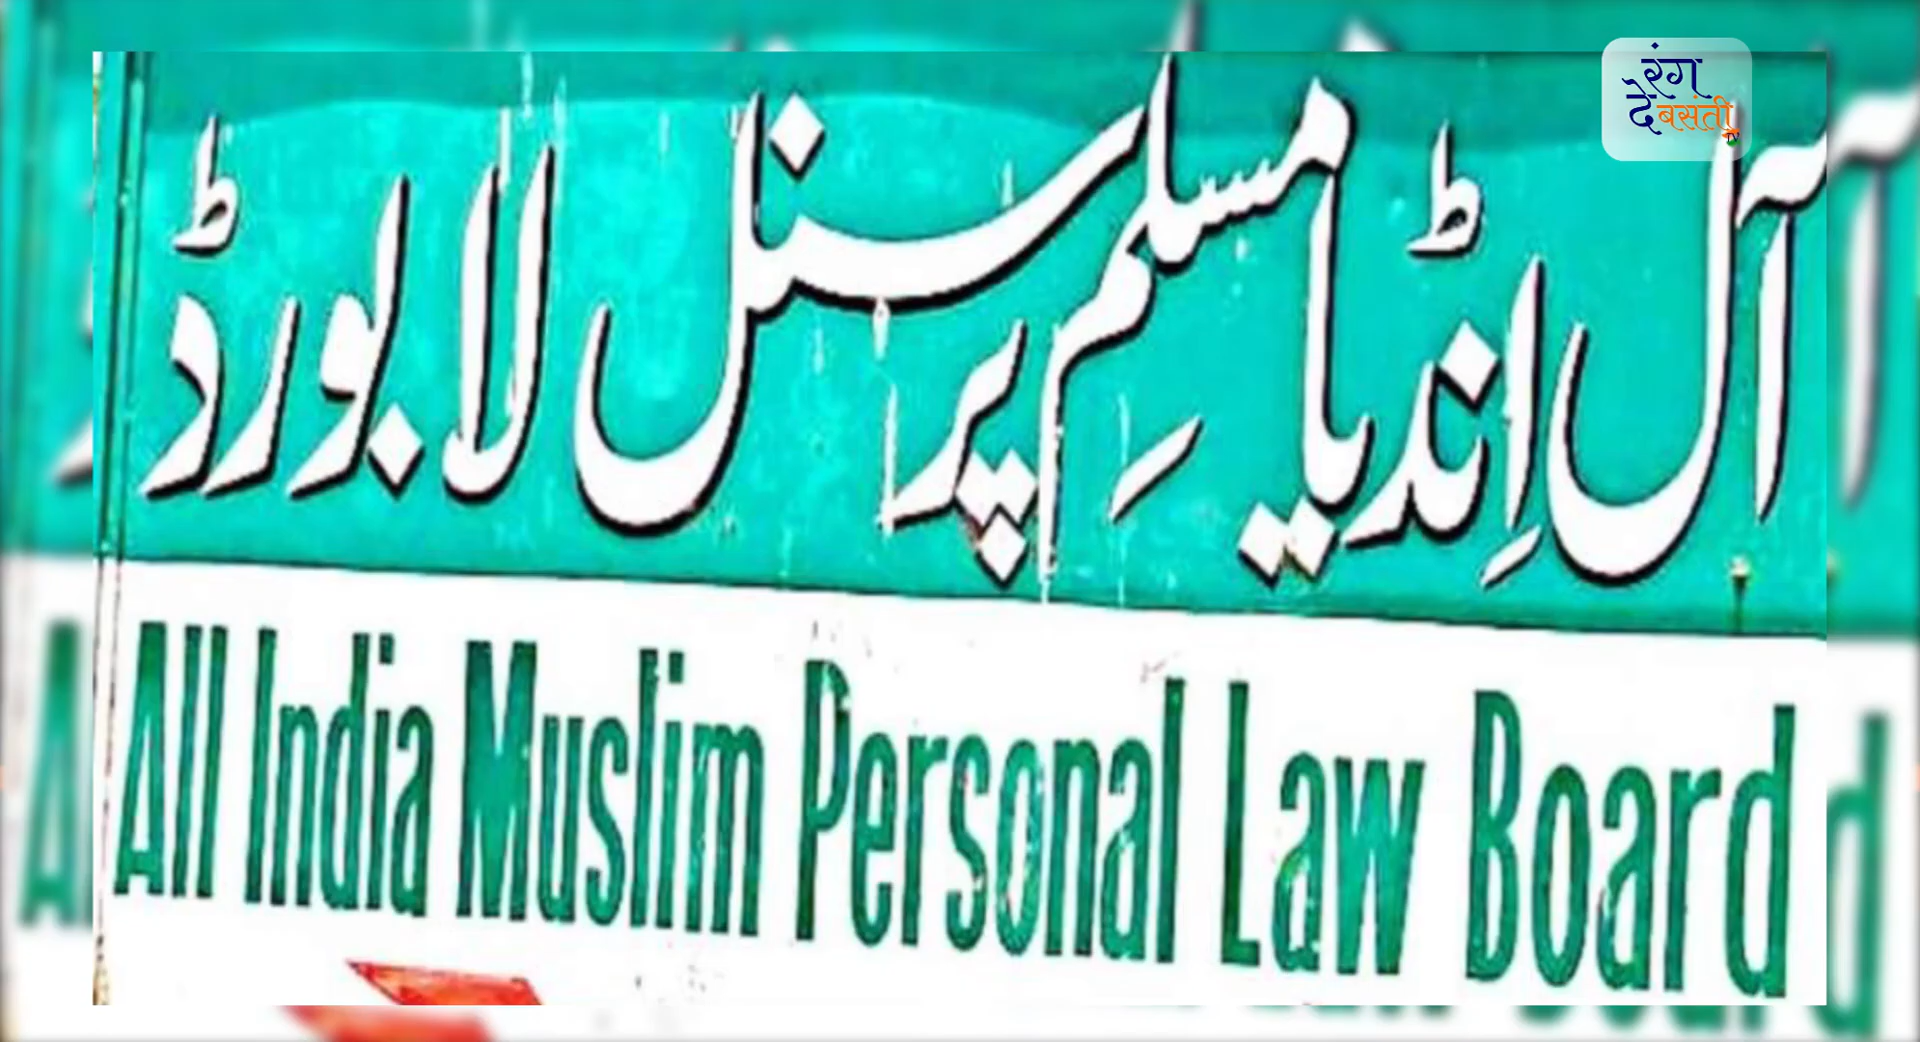 रंग
दे बसंती
آل اِنڈیا مسلم پرسنل لا بورڈ
All India Muslim Personal Law Board